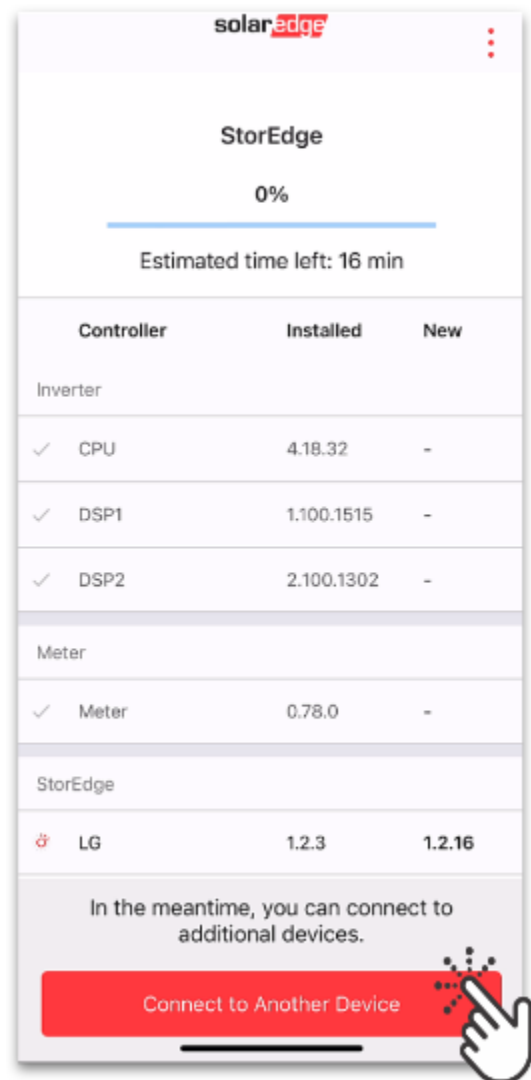 solaredge
StorEdge
0%
Estimated time left: 16 min
Controller Installed New
Inverter
CPU 4.18.32 -
DSP1 1.100.1515 -
DSP2 2.100.1302 -
Meter
Meter 0.78.0 -
StorEdge
LG 1.2.3 1.2.16
In the meantime, you can connect to
additional devices.
Connect to Another Device